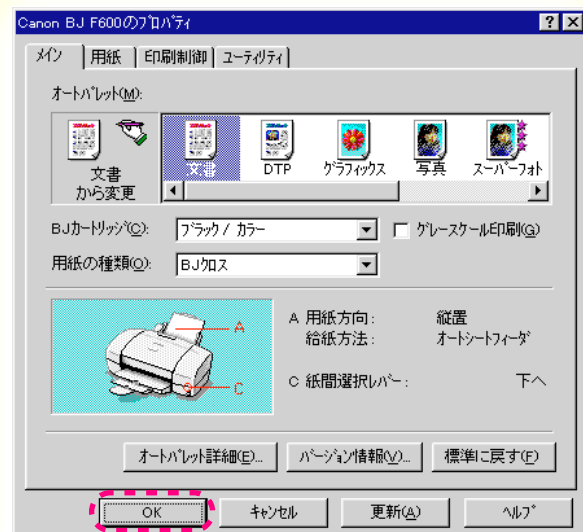 Canon BJ F600のﾌﾟﾛﾊﾟﾃｨ
ﾒｲﾝ 用紙 印刷制御 ﾕｰﾃｨﾘﾃｨ
ｵｰﾄﾊﾟﾚｯﾄ(M):
文書
から変更
文書 DTP ｸﾞﾗﾌｨｯｸｽ 写真 ｽｰﾊﾟｰﾌｫﾄ
BJｶｰﾄﾘｯｼﾞ(C): ﾌﾞﾗｯｸ / ｶﾗｰ ｸﾞﾚｰｽｹｰﾙ印刷(G)
用紙の種類(O): BJｸﾛｽ
A
C
A 用紙方向: 縦置
給紙方法: ｵｰﾄｼｰﾄﾌｨｰﾀﾞ
C 紙間選択ﾚﾊﾞｰ: 下へ
ｵｰﾄﾊﾟﾚｯﾄ詳細(E)... ﾊﾞｰｼﾞｮﾝ情報(V)... 標準に戻す(F)
OK ｷｬﾝｾﾙ 更新(A) ﾍﾙﾌﾟ